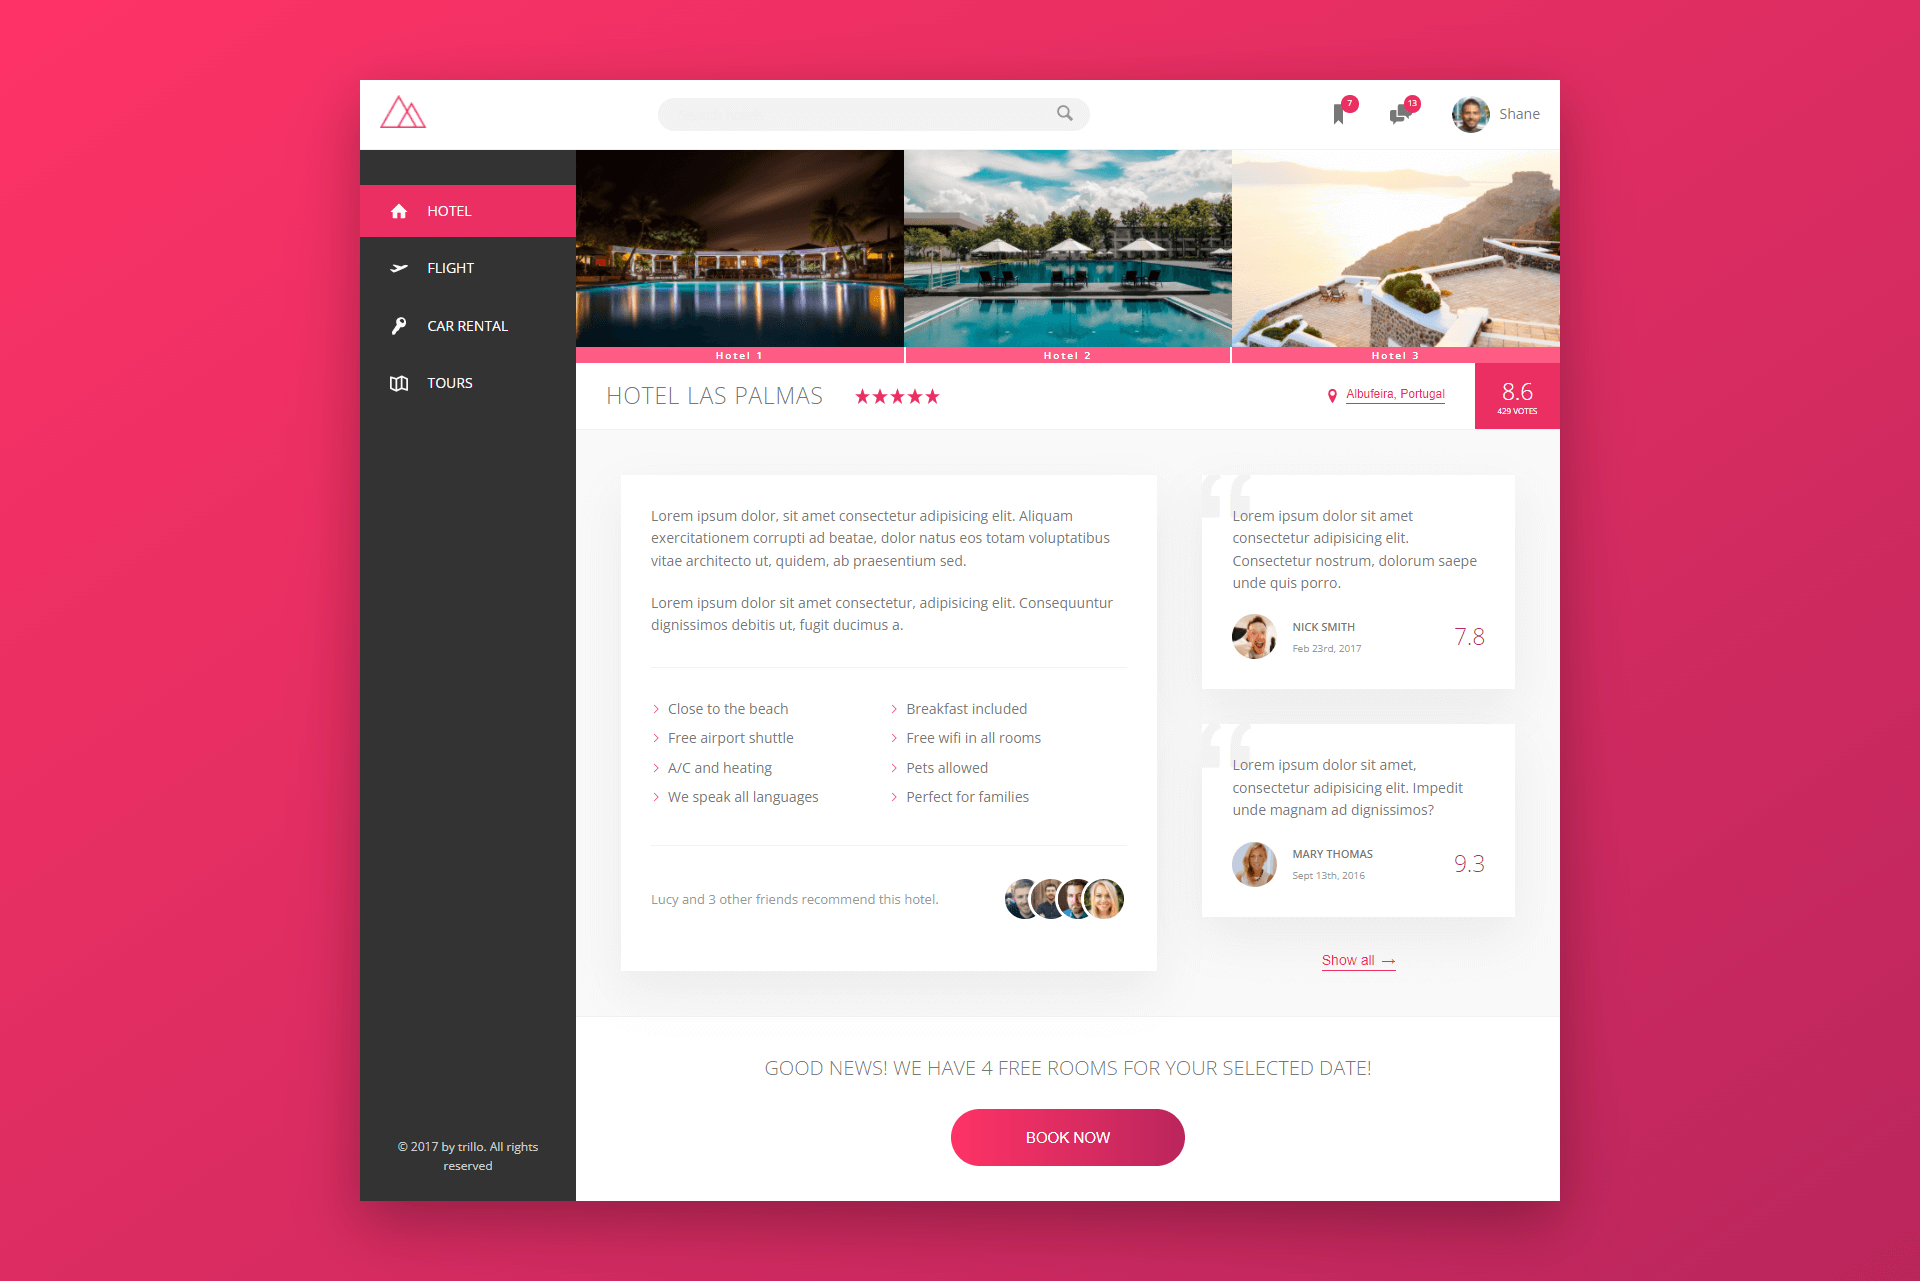 7
13
Shane
HOTEL
FLIGHT
CAR RENTAL
TOURS
Hotel 1
Hotel 2
Hotel 3
HOTEL LAS PALMAS
★★★★★
Albufeira, Portugal
8.6
429 VOTES
Lorem ipsum dolor, sit amet consectetur adipisicing elit. Aliquam
exercitationem corrupti ad beatae, dolor natus eos totam voluptatibus
vitae architecto ut, quidem, ab praesentium sed.
Lorem ipsum dolor sit amet consectetur, adipisicing elit. Consequuntur
dignissimos debitis ut, fugit ducimus a.
Close to the beach
Free airport shuttle
A/C and heating
We speak all languages
Breakfast included
Free wifi in all rooms
Pets allowed
Perfect for families
Lucy and 3 other friends recommend this hotel.
“
Lorem ipsum dolor sit amet
consectetur adipisicing elit.
Consectetur nostrum, dolorum saepe
unde quis porro.
NICK SMITH
Feb 23rd, 2017
7.8
“
Lorem ipsum dolor sit amet,
consectetur adipisicing elit. Impedit
unde magnam ad dignissimos?
MARY THOMAS
Sept 13th, 2016
9.3
Show all →
GOOD NEWS! WE HAVE 4 FREE ROOMS FOR YOUR SELECTED DATE!
BOOK NOW
© 2017 by trillo. All rights
reserved